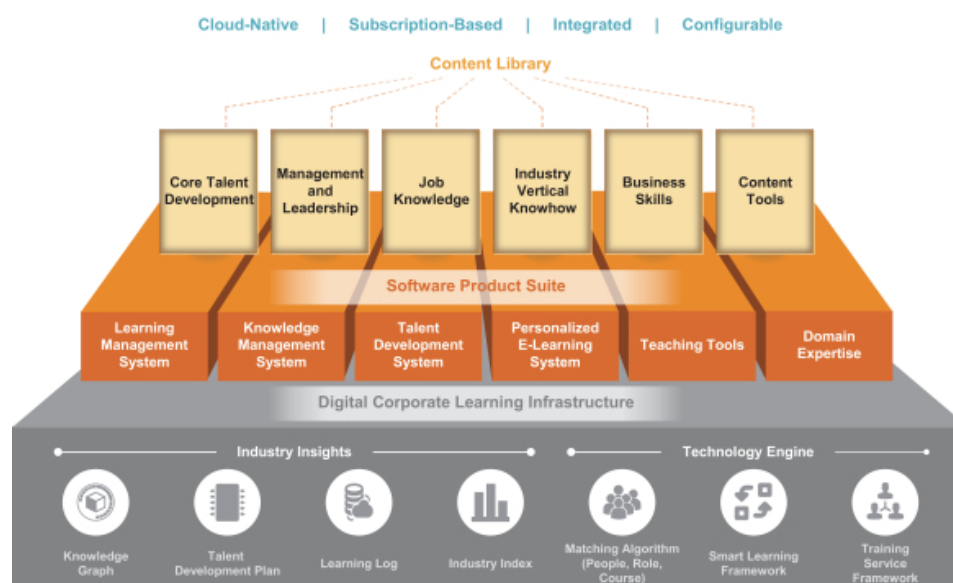 Cloud-Native | Subscription-Based | Integrated | Configurable
Content Library
Core Talent
Development
Management
and
Leadership
Job
Knowledge
Industry
Vertical
Knowhow
Business
Skills
Content
Tools
Software Product Suite
Learning
Management
System
Knowledge
Management
System
Talent
Development
System
Personalized
E-Learning
System
Teaching Tools
Domain
Expertise
Digital Corporate Learning Infrastructure
Industry Insights
Technology Engine
Knowledge
Graph
Talent
Development Plan
Learning Log
Industry Index
Matching Algorithm
(People, Role,
Course)
Smart Learning
Framework
Training
Service
Framework